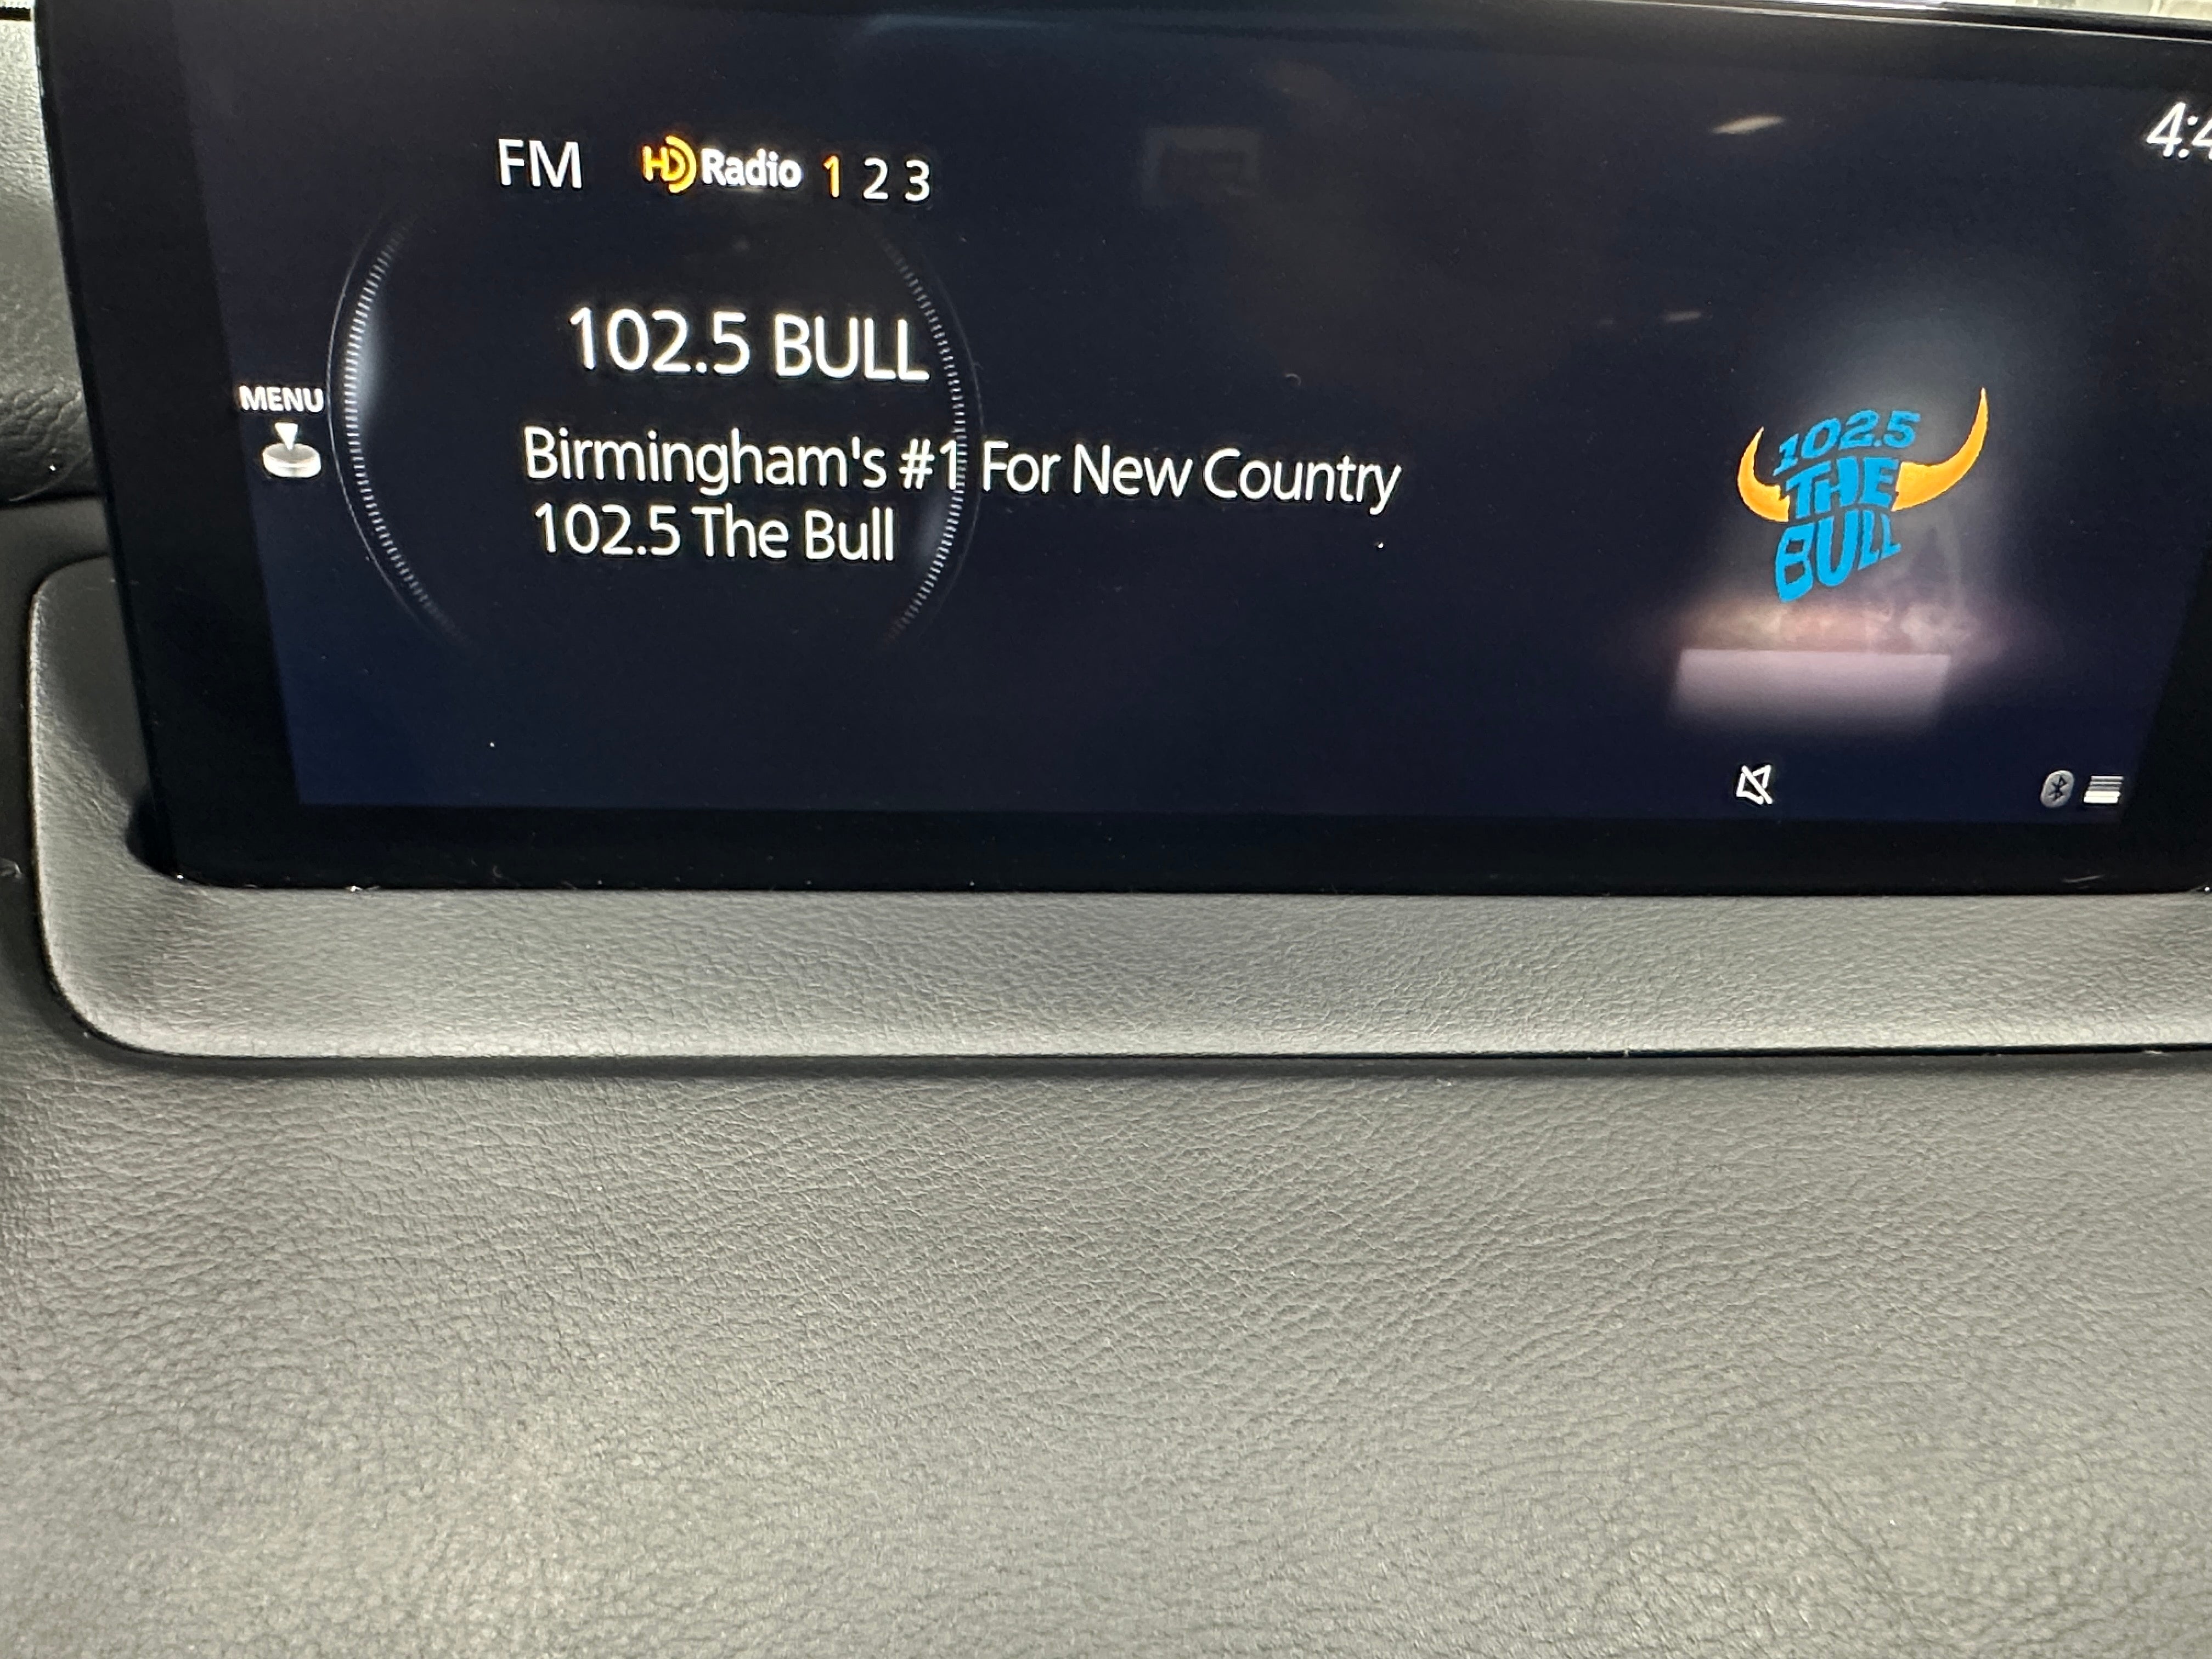 FM HD Radio 1 2 3
102.5 BULL
MENU
Birmingham's #1 For New Country
102.5 The Bull
102.5
THE
BULL